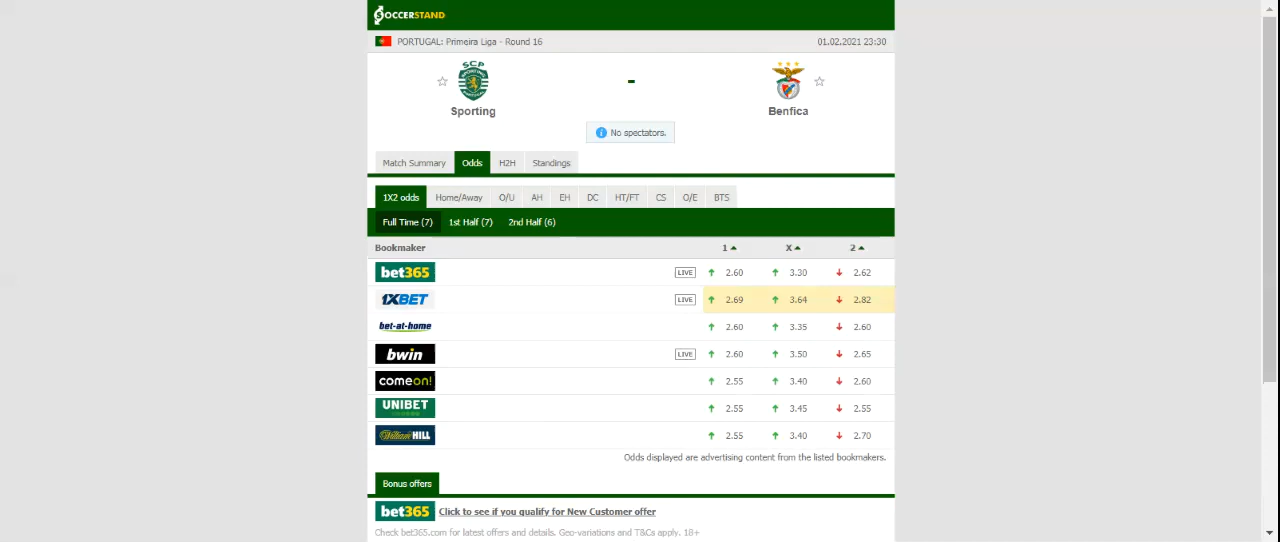 SOCCERSTAND
PORTUGAL: Primeira Liga - Round 16 01.02.2021 23:30
SCP
-
Sporting Benfica
No spectators.
Match Summary Odds H2H Standings
1X2 odds Home/Away O/U AH EH DC HT/FT CS O/E BTS
Full Time (7) 1st Half (7) 2nd Half (6)
Bookmaker 1 X 2
bet365 LIVE 2.60 3.30 2.62
1XBET LIVE 2.69 3.64 2.82
bet-at-home 2.60 3.35 2.60
bwin LIVE 2.60 3.50 2.65
comeon! 2.55 3.40 2.60
UNIBET 2.55 3.45 2.55
William HILL 2.55 3.40 2.70
Odds displayed are advertising content from the listed bookmakers.
Bonus offers
bet365 Click to see if you qualify for New Customer offer
Check bet365.com for latest offers and details. Geo-variations and T&Cs apply. 18+